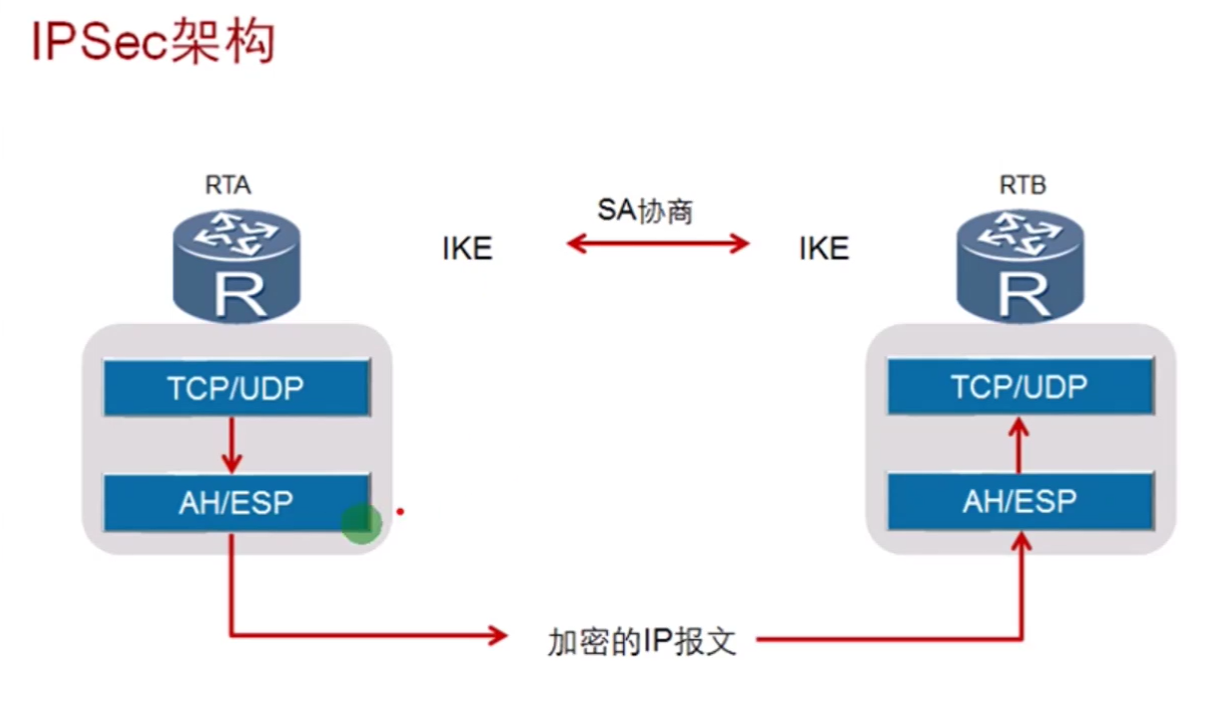 IPSec架构
RTA
RTB
SA协商
IKE
IKE
R
R
TCP/UDP
TCP/UDP
AH/ESP
AH/ESP
加密的IP报文